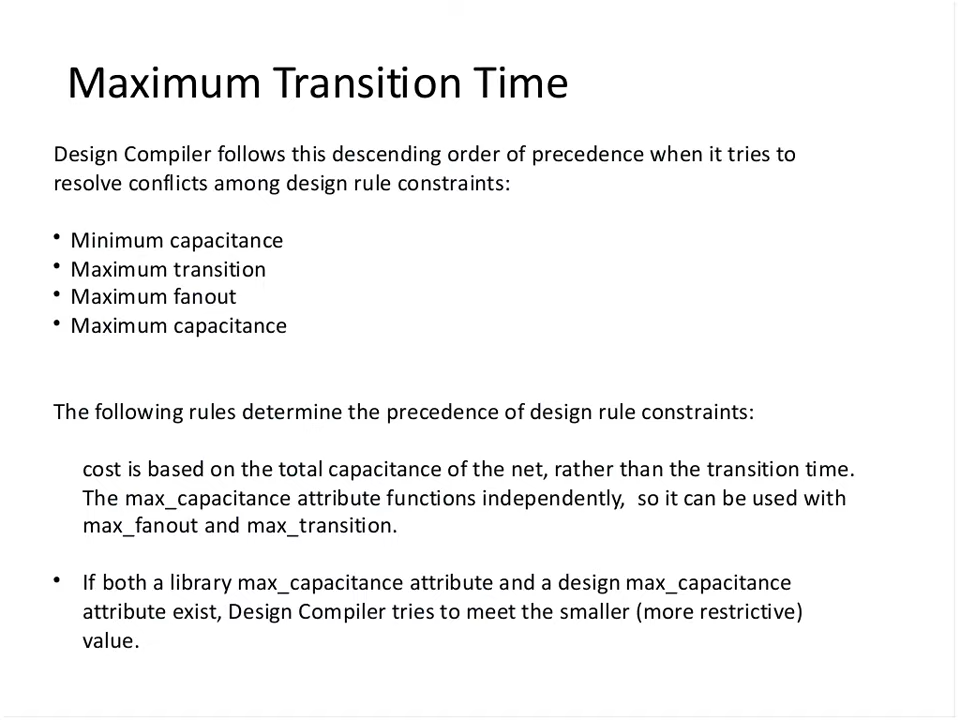 Maximum Transition Time
Design Compiler follows this descending order of precedence when it tries to
resolve conflicts among design rule constraints:
• Minimum capacitance
• Maximum transition
• Maximum fanout
• Maximum capacitance
The following rules determine the precedence of design rule constraints:
cost is based on the total capacitance of the net, rather than the transition time.
The max_capacitance attribute functions independently, so it can be used with
max_fanout and max_transition.
• If both a library max_capacitance attribute and a design max_capacitance
attribute exist, Design Compiler tries to meet the smaller (more restrictive)
value.